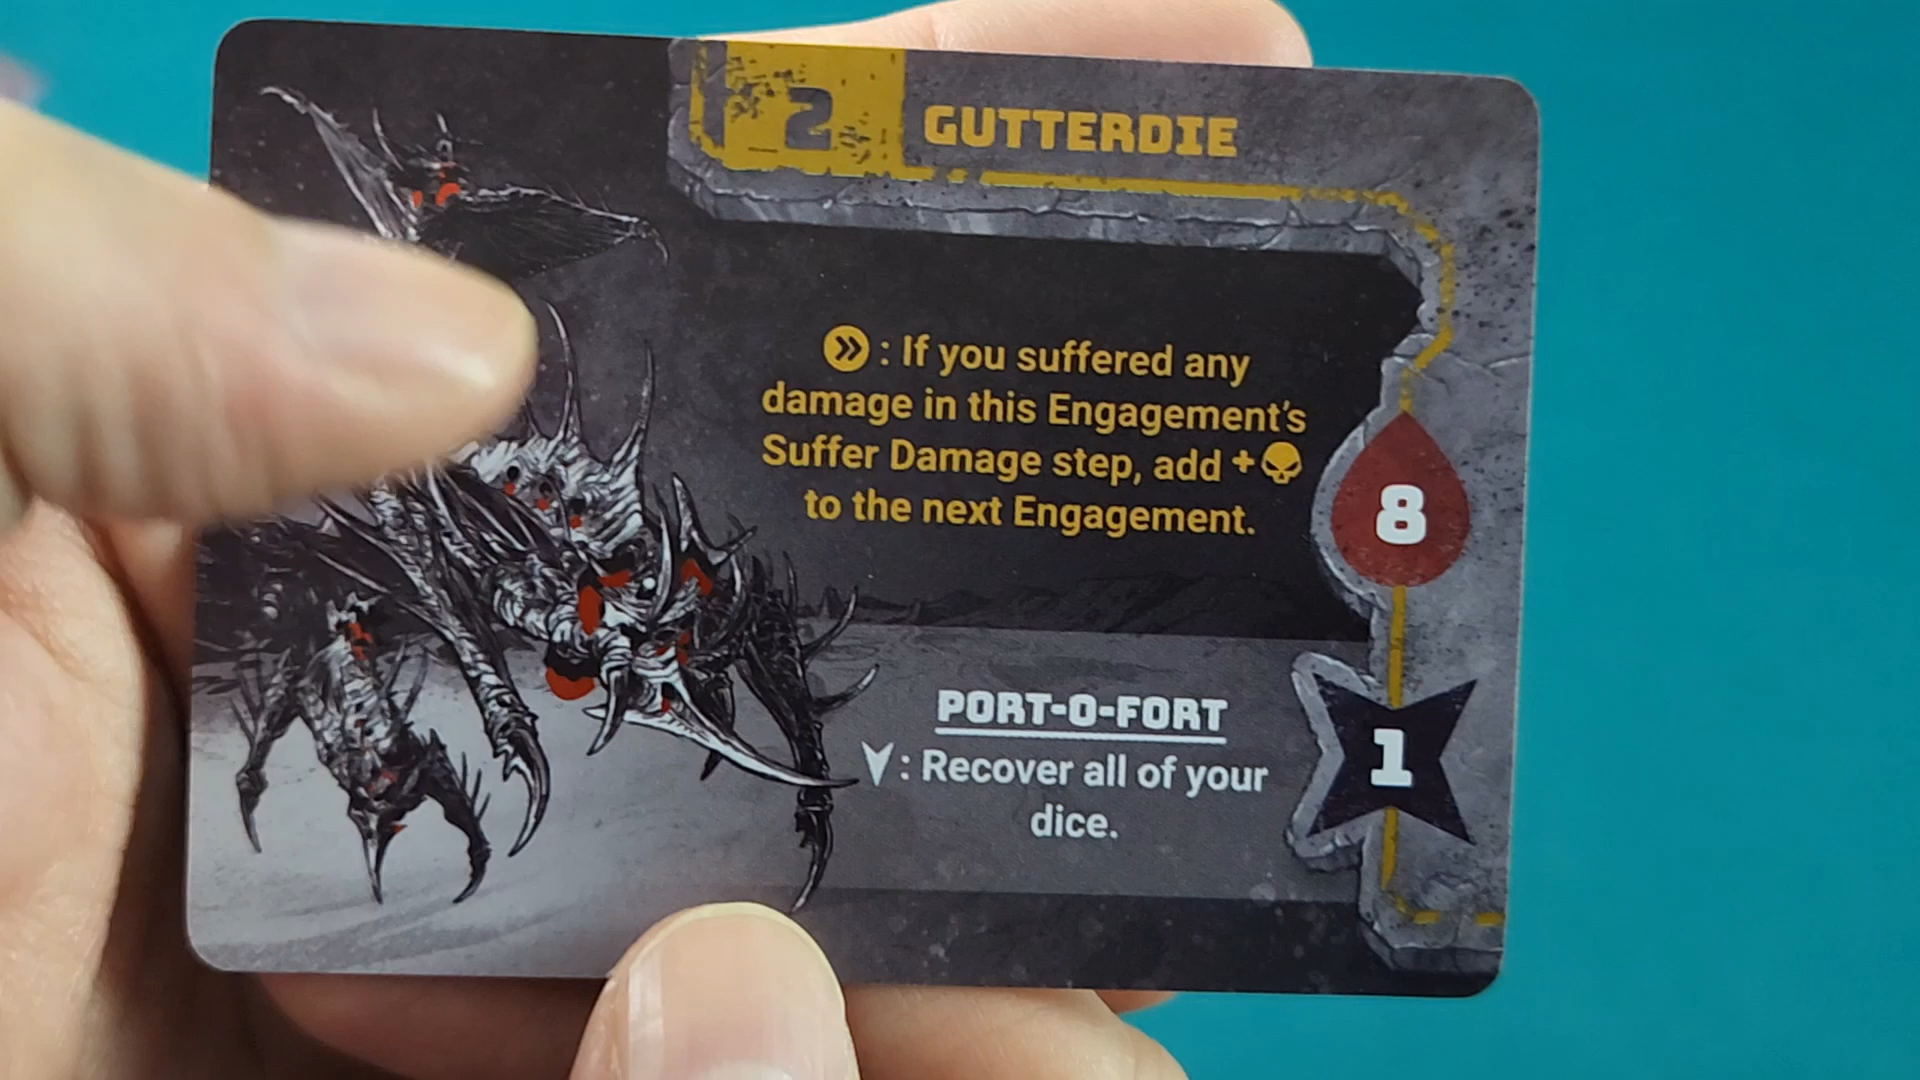 2 GUTTERDIE
: If you suffered any
damage in this Engagement's
Suffer Damage step, add +
to the next Engagement.
8
PORT-O-FORT
: Recover all of your
dice.
1